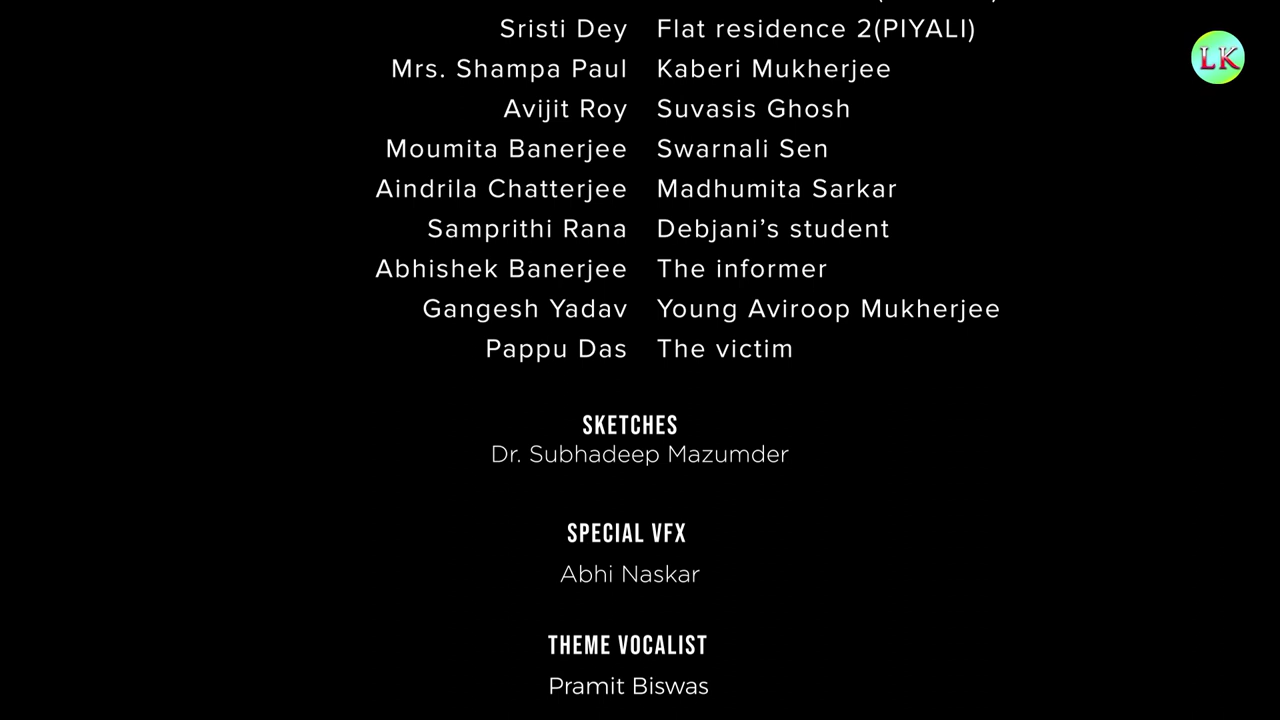 Sristi Dey Flat residence 2(PIYALI)
Mrs. Shampa Paul Kaberi Mukherjee
Avijit Roy Suvasis Ghosh
Moumita Banerjee Swarnali Sen
Aindrila Chatterjee Madhumita Sarkar
Samprithi Rana Debjani’s student
Abhishek Banerjee The informer
Gangesh Yadav Young Aviroop Mukherjee
Pappu Das The victim
SKETCHES
Dr. Subhadeep Mazumder
SPECIAL VFX
Abhi Naskar
THEME VOCALIST
Pramit Biswas
LK